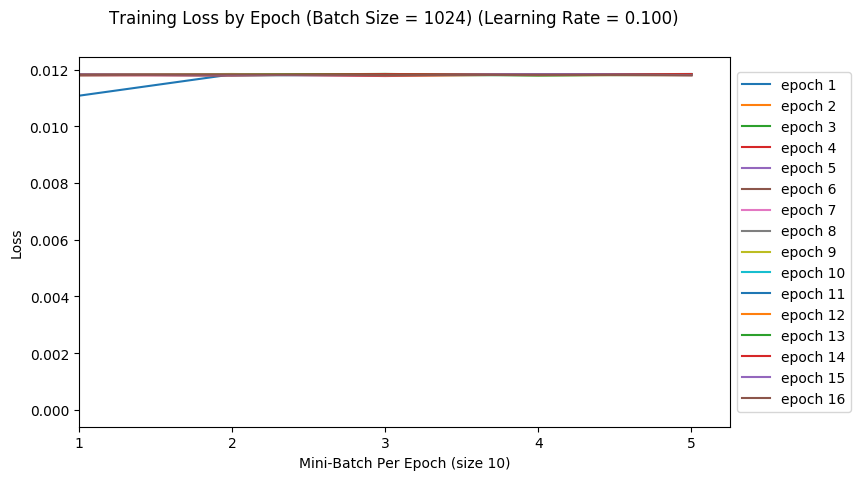 Training Loss by Epoch (Batch Size = 1024) (Learning Rate = 0.100)
0.012
0.010
0.008
0.006
0.004
0.002
0.000
Loss
1
2
3
4
5
Mini-Batch Per Epoch (size 10)
epoch 1
epoch 2
epoch 3
epoch 4
epoch 5
epoch 6
epoch 7
epoch 8
epoch 9
epoch 10
epoch 11
epoch 12
epoch 13
epoch 14
epoch 15
epoch 16